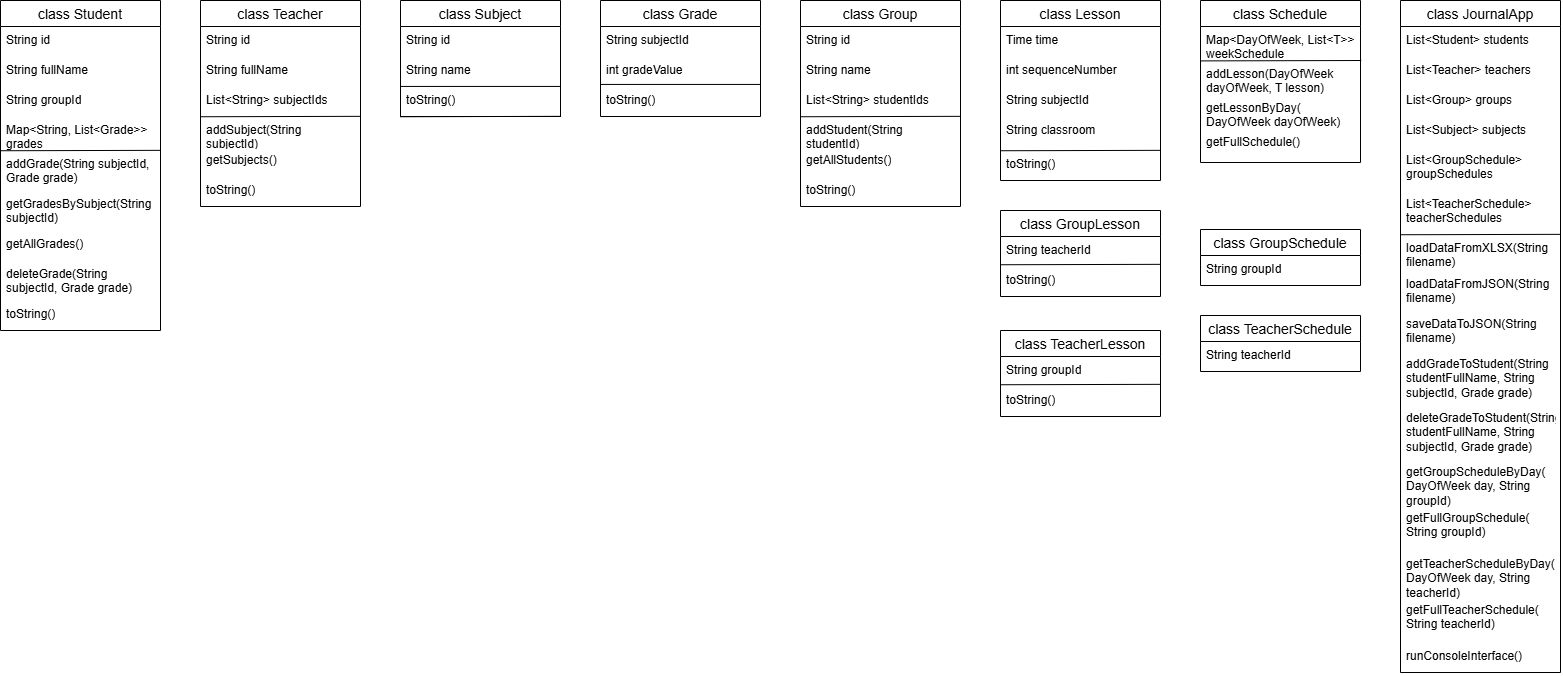 class Student
String id
String fullName
String groupId
Map<String, List<Grade>>
grades
addGrade(String subjectId,
Grade grade)
getGradesBySubject(String
subjectId)
getAllGrades()
deleteGrade(String
subjectId, Grade grade)
toString()
class Teacher
String id
String fullName
List<String> subjectIds
addSubject(String
subjectId)
getSubjects()
toString()
class Subject
String id
String name
toString()
class Grade
String subjectId
int gradeValue
toString()
class Group
String id
String name
List<String> studentIds
addStudent(String
studentId)
getAllStudents()
toString()
class Lesson
Time time
int sequenceNumber
String subjectId
String classroom
toString()
class GroupLesson
String teacherId
toString()
class TeacherLesson
String groupId
toString()
class Schedule
Map<DayOfWeek, List<T>>
weekSchedule
addLesson(DayOfWeek
dayOfWeek, T lesson)
getLessonByDay(
DayOfWeek dayOfWeek)
getFullSchedule()
class GroupSchedule
String groupId
class TeacherSchedule
String teacherId
class JournalApp
List<Student> students
List<Teacher> teachers
List<Group> groups
List<Subject> subjects
List<GroupSchedule>
groupSchedules
List<TeacherSchedule>
teacherSchedules
loadDataFromXLSX(String
filename)
loadDataFromJSON(String
filename)
saveDataToJSON(String
filename)
addGradeToStudent(String
studentFullName, String
subjectId, Grade grade)
deleteGradeToStudent(String
studentFullName, String
subjectId, Grade grade)
getGroupScheduleByDay(
DayOfWeek day, String
groupId)
getFullGroupSchedule(
String groupId)
getTeacherScheduleByDay(
DayOfWeek day, String
teacherId)
getFullTeacherSchedule(
String teacherId)
runConsoleInterface()